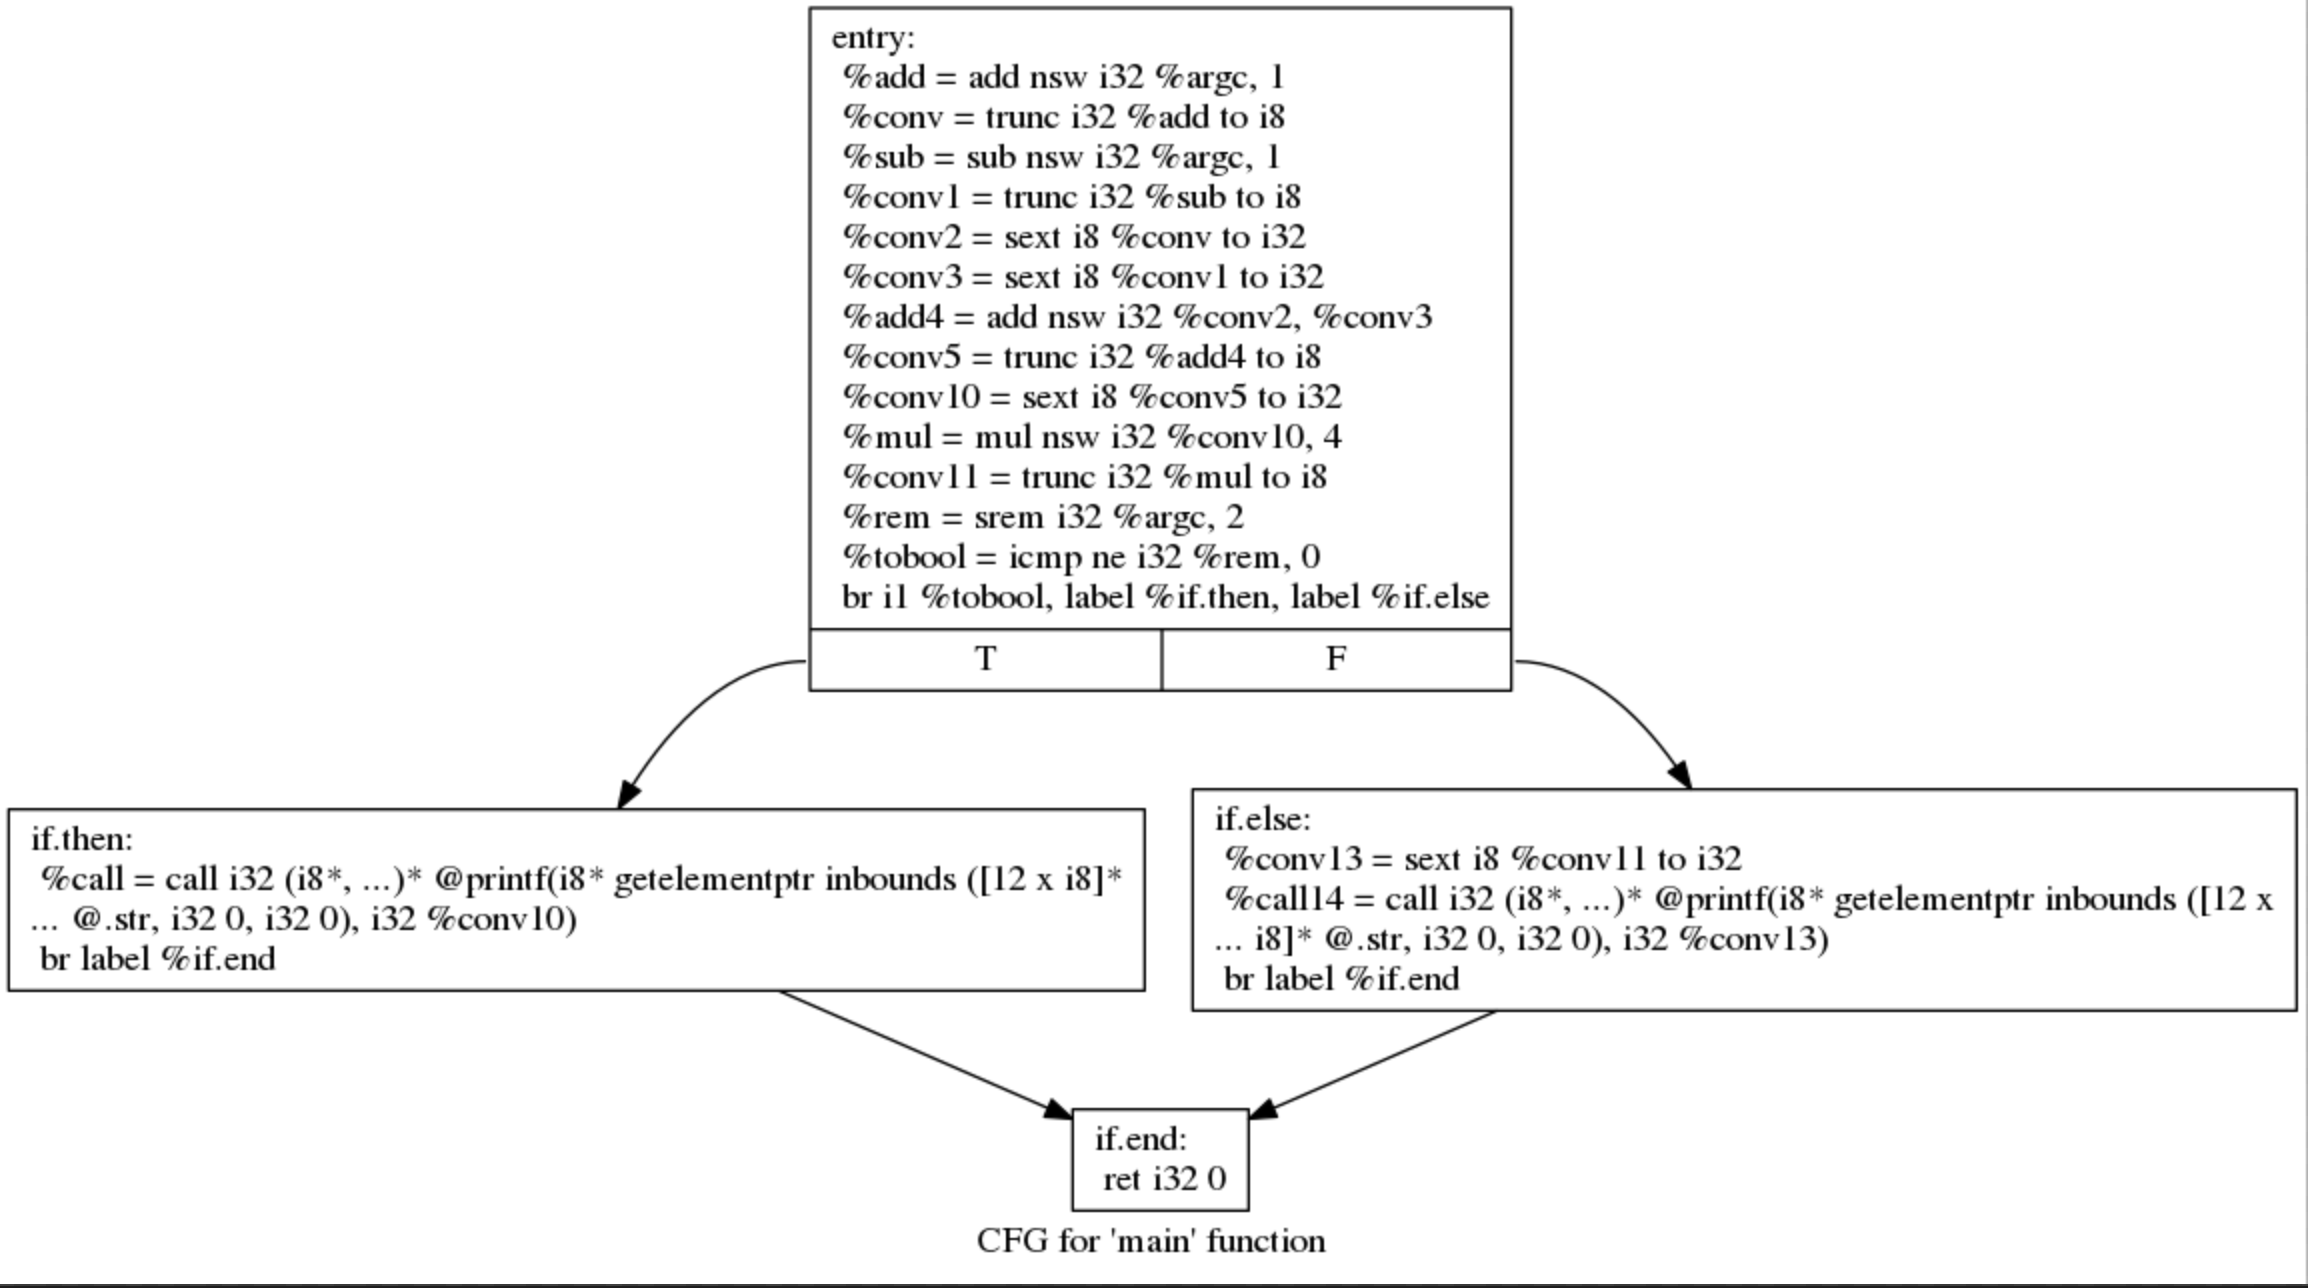 entry:
%add = add nsw i32 %argc, 1
%conv = trunc i32 %add to i8
%sub = sub nsw i32 %argc, 1
%conv1 = trunc i32 %sub to i8
%conv2 = sext i8 %conv to i32
%conv3 = sext i8 %conv1 to i32
%add4 = add nsw i32 %conv2, %conv3
%conv5 = trunc i32 %add4 to i8
%conv10 = sext i8 %conv5 to i32
%mul = mul nsw i32 %conv10, 4
%conv11 = trunc i32 %mul to i8
%rem = srem i32 %argc, 2
%tobool = icmp ne i32 %rem, 0
br i1 %tobool, label %if.then, label %if.else
T
F
if.then:
%call = call i32 (i8*, ...)* @printf(i8* getelementptr inbounds ([12 x i8]*
... @.str, i32 0, i32 0), i32 %conv10)
br label %if.end
if.else:
%conv13 = sext i8 %conv11 to i32
%call14 = call i32 (i8*, ...)* @printf(i8* getelementptr inbounds ([12 x
... i8]* @.str, i32 0, i32 0), i32 %conv13)
br label %if.end
if.end:
ret i32 0
CFG for 'main' function